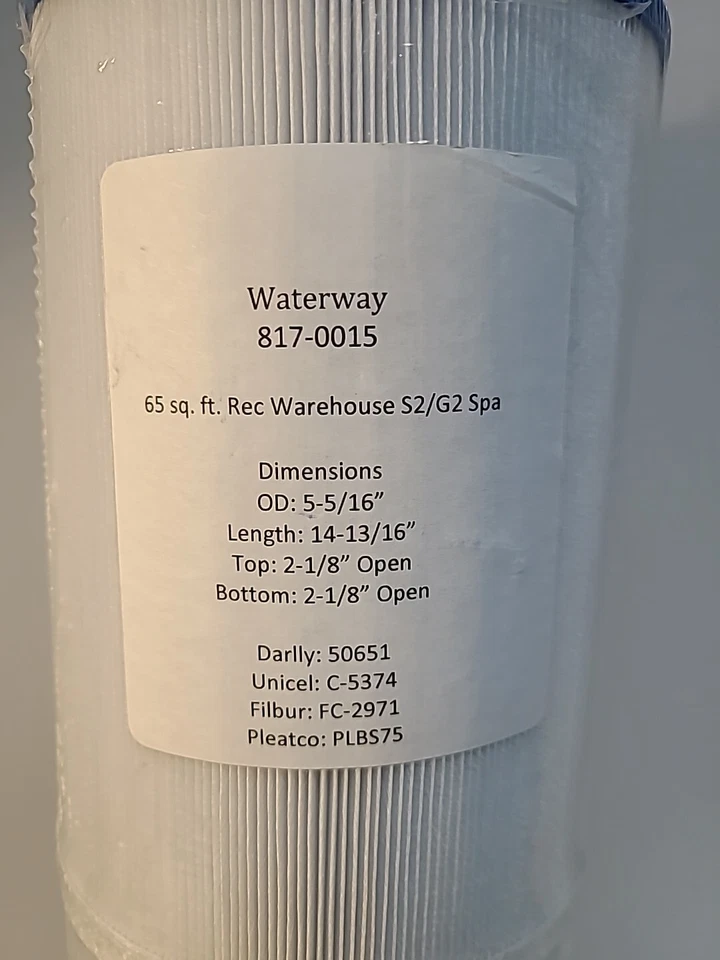 Waterway
817-0015
65 sq. ft. Rec Warehouse S2/G2 Spa
Dimensions
OD: 5-5/16”
Length: 14-13/16”
Top: 2-1/8” Open
Bottom: 2-1/8” Open
Darlly: 50651
Unicel: C-5374
Filbur: FC-2971
Pleatco: PLBS75